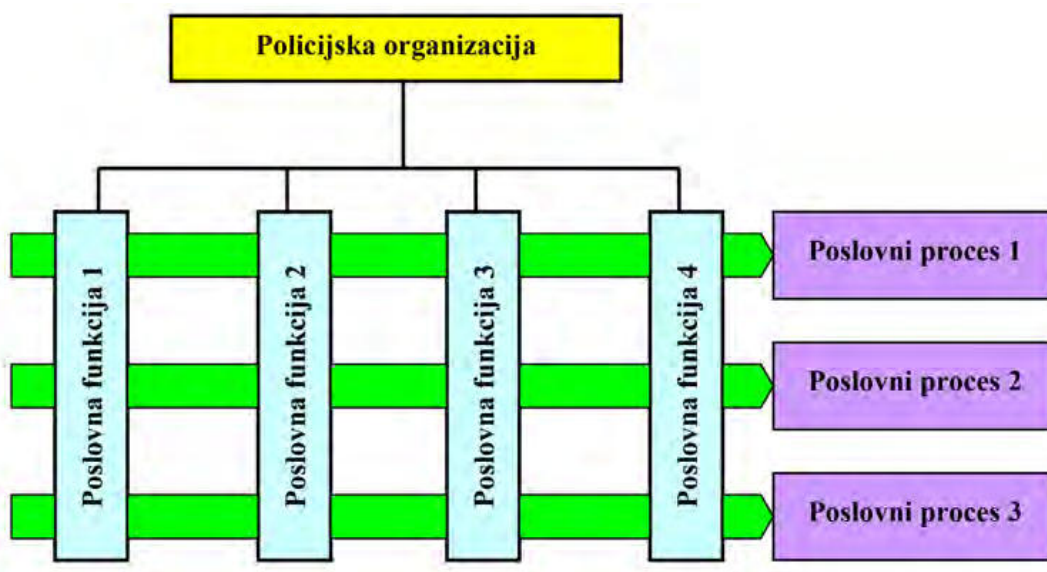 Policijska organizacija
Poslovna funkcija 1
Poslovna funkcija 2
Poslovna funkcija 3
Poslovna funkcija 4
Poslovni proces 1
Poslovni proces 2
Poslovni proces 3